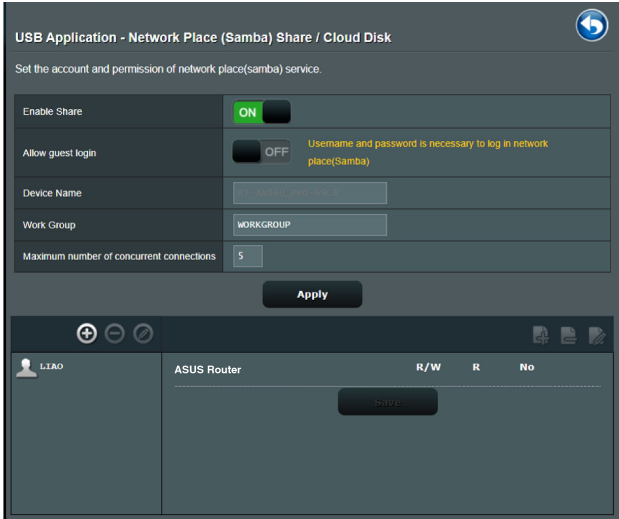 USB Application - Network Place (Samba) Share / Cloud Disk
Set the account and permission of network place(samba) service.
Enable Share
ON
Allow guest login
OFF
Username and password is necessary to log in network
place(Samba)
Device Name
Work Group
WORKGROUP
Maximum number of concurrent connections
5
Apply
LIAO
ASUS Router
R/W
R
No
Save